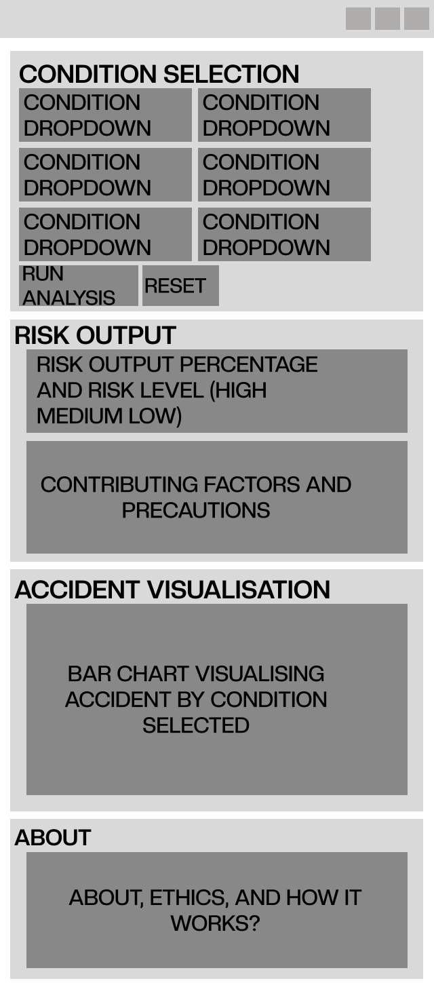 CONDITION SELECTION
CONDITION
DROPDOWN
CONDITION
DROPDOWN
CONDITION
DROPDOWN
CONDITION
DROPDOWN
CONDITION
DROPDOWN
CONDITION
DROPDOWN
RUN
ANALYSIS
RESET
RISK OUTPUT
RISK OUTPUT PERCENTAGE
AND RISK LEVEL (HIGH
MEDIUM LOW)
CONTRIBUTING FACTORS AND
PRECAUTIONS
ACCIDENT VISUALISATION
BAR CHART VISUALISING
ACCIDENT BY CONDITION
SELECTED
ABOUT
ABOUT, ETHICS, AND HOW IT
WORKS?